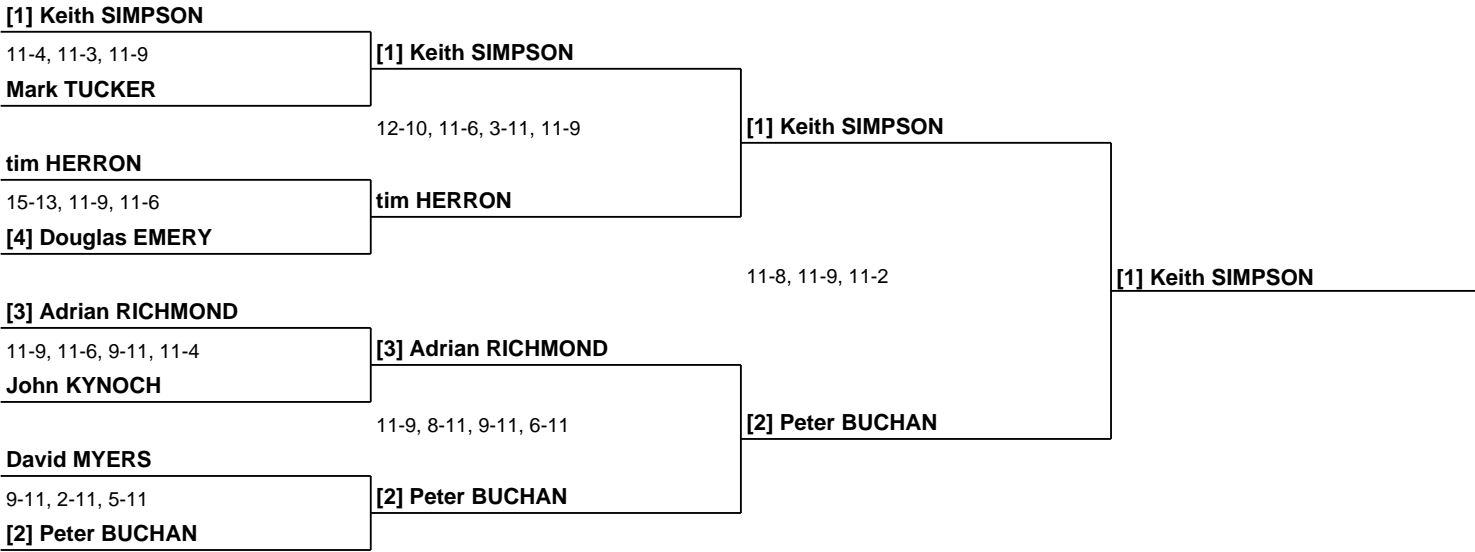 [1] Keith SIMPSON
11-4, 11-3, 11-9
[1] Keith SIMPSON
Mark TUCKER
12-10, 11-6, 3-11, 11-9
[1] Keith SIMPSON
tim HERRON
15-13, 11-9, 11-6
tim HERRON
[4] Douglas EMERY
11-8, 11-9, 11-2
[1] Keith SIMPSON
[3] Adrian RICHMOND
11-9, 11-6, 9-11, 11-4
[3] Adrian RICHMOND
John KYNOCH
11-9, 8-11, 9-11, 6-11
[2] Peter BUCHAN
David MYERS
9-11, 2-11, 5-11
[2] Peter BUCHAN
[2] Peter BUCHAN